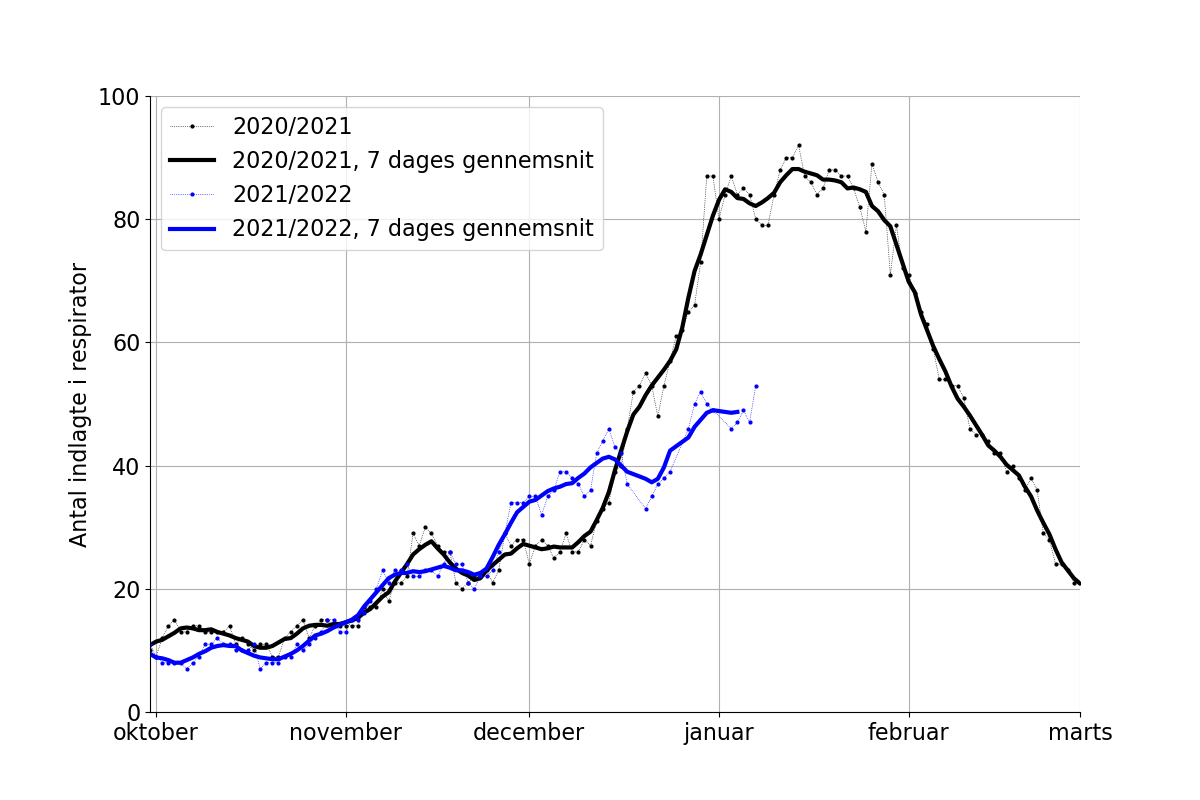 100
80
60
40
20
0
Antal indlagte i respirator
2020/2021
2020/2021, 7 dages gennemsnit
2021/2022
2021/2022, 7 dages gennemsnit
oktober november december januar februar marts